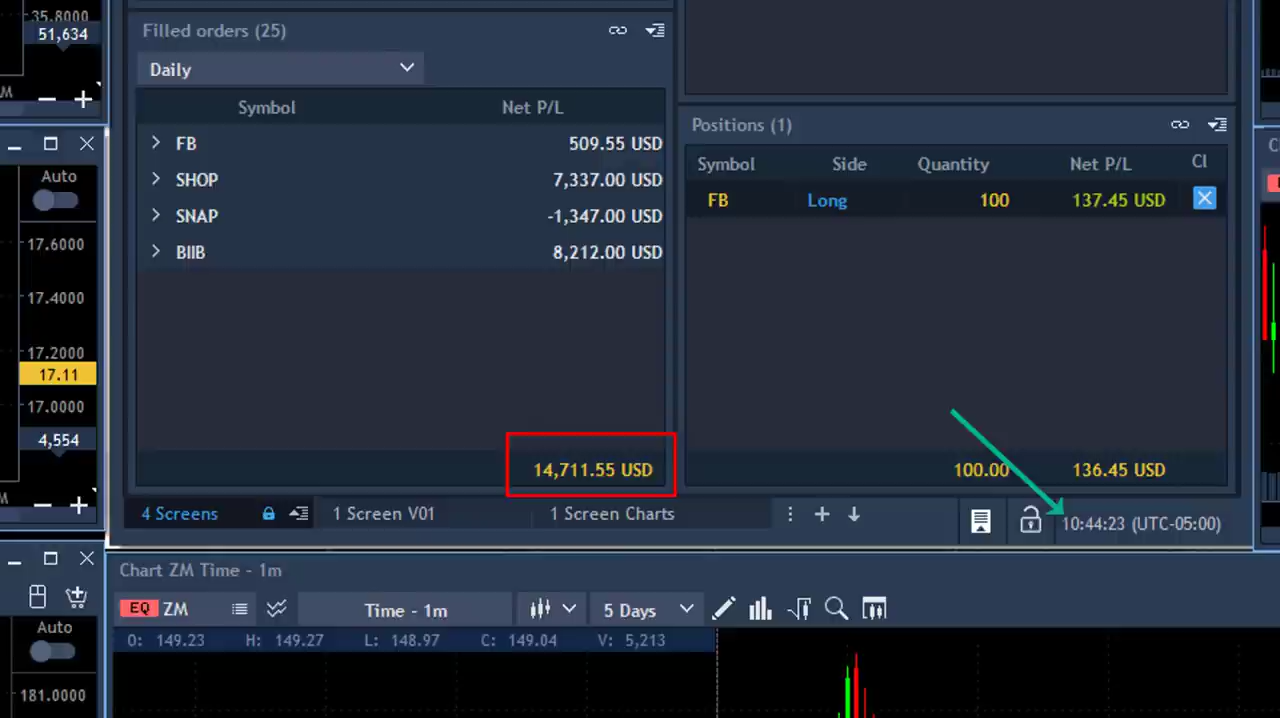 35.8000
51,634
M
Auto
17.6000
17.4000
17.2000
17.11
17.0000
4,554
M
Auto
181.0000
Filled orders (25)
Daily
Symbol Net P/L
FB 509.55 USD
SHOP 7,337.00 USD
SNAP -1,347.00 USD
BIIB 8,212.00 USD
14,711.55 USD
Positions (1)
Symbol Side Quantity Net P/L Cl
FB Long 100 137.45 USD
100.00 136.45 USD
4 Screens 1 Screen V01 1 Screen Charts
10:44:23 (UTC-05:00)
Chart ZM Time - 1m
EQ ZM Time - 1m 5 Days
O: 149.23 H: 149.27 L: 148.97 C: 149.04 V: 5,213